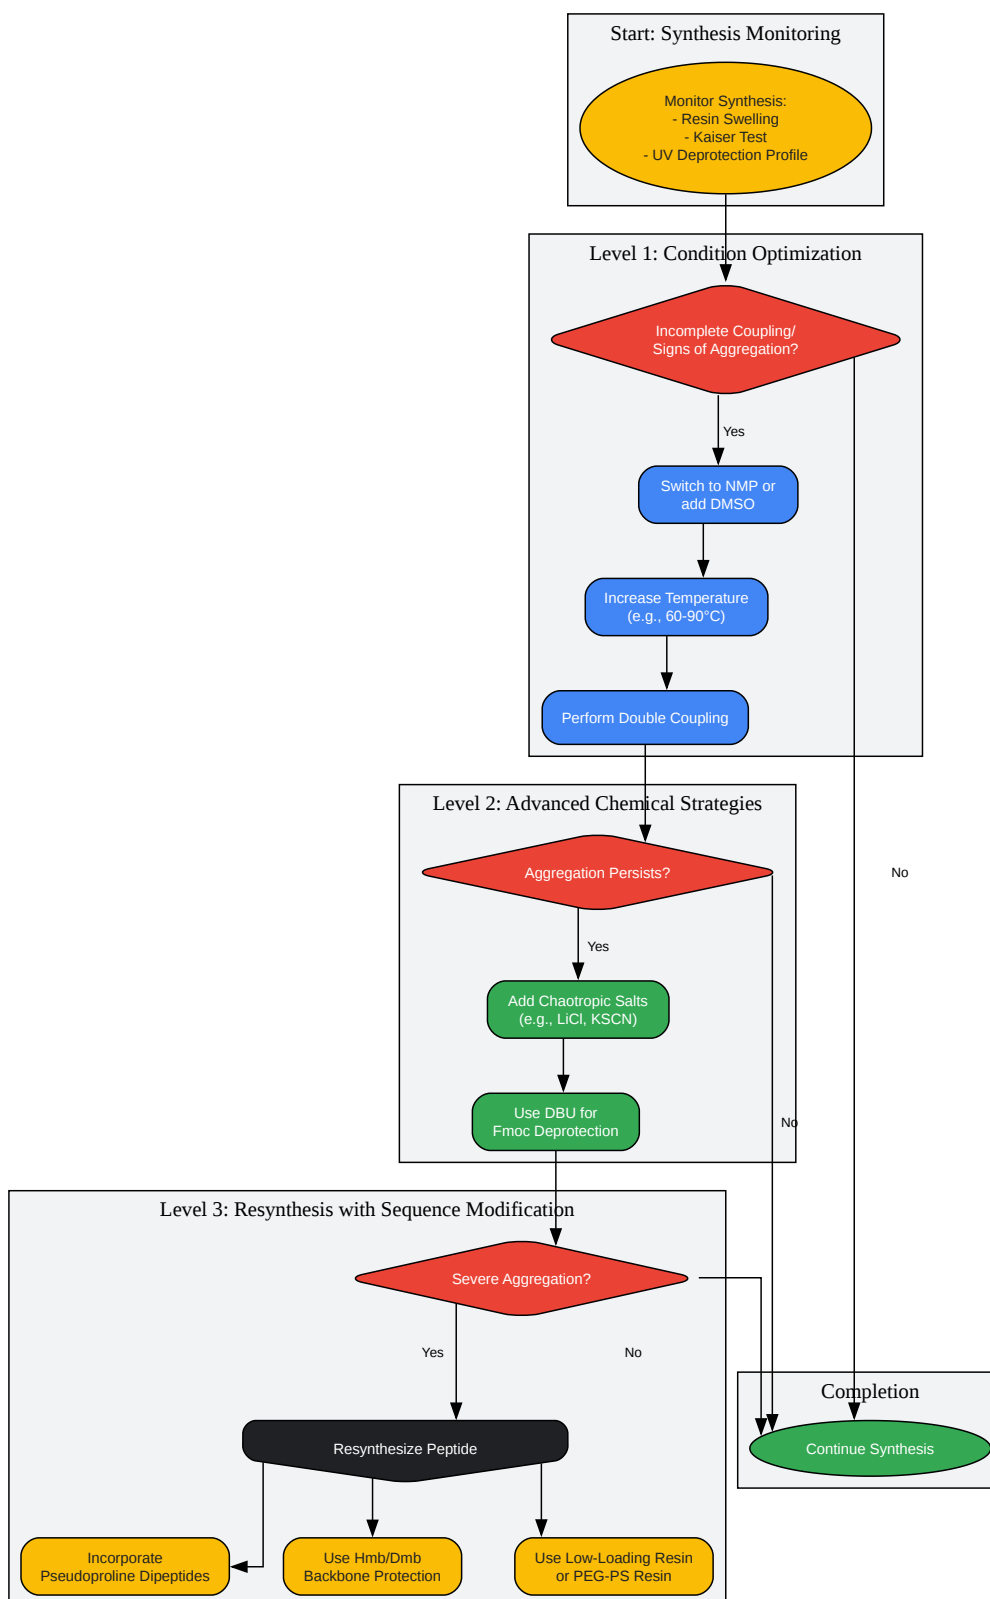 Start: Synthesis Monitoring
Monitor Synthesis:
- Resin Swelling
- Kaiser Test
- UV Deprotection Profile
Level 1: Condition Optimization
Incomplete Coupling/
Signs of Aggregation?
Yes
Switch to NMP or
add DMSO
Increase Temperature
(e.g., 60-90°C)
Perform Double Coupling
Level 2: Advanced Chemical Strategies
Aggregation Persists?
No
Yes
Add Chaotropic Salts
(e.g., LiCl, KSCN)
Use DBU for
Fmoc Deprotection
No
Level 3: Resynthesis with Sequence Modification
Severe Aggregation?
Yes
No
Completion
Continue Synthesis
Resynthesize Peptide
Incorporate
Pseudoproline Dipeptides
Use Hmb/Dmb
Backbone Protection
Use Low-Loading Resin
or PEG-PS Resin